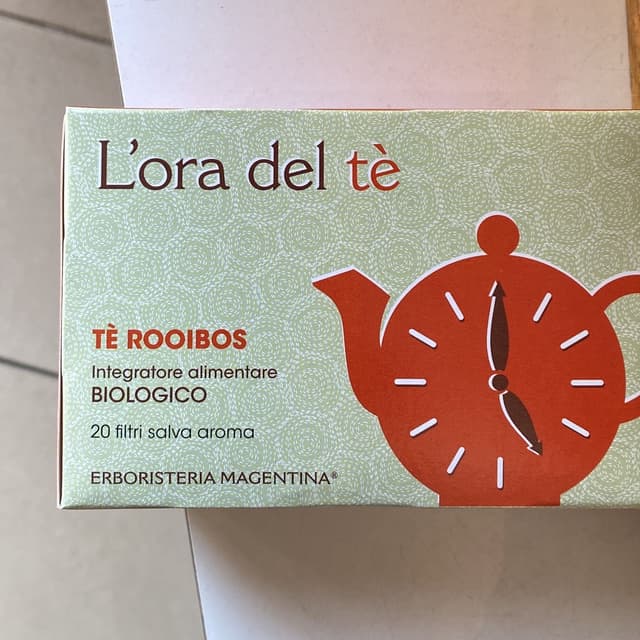 L'ora del tè
TÈ ROOIBOS
Integratore alimentare
BIOLOGICO
20 filtri salva aroma
ERBORISTERIA MAGENTINA®